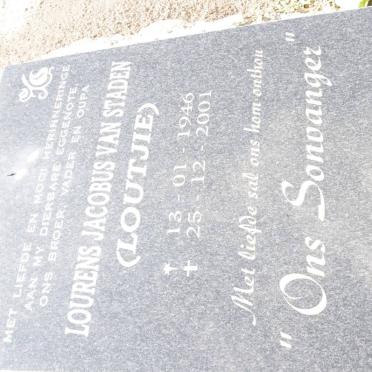 MET LIEFDE EN MOOI HERINNERINGE
AAN MY DIERBARE EGGENOTE,
ONS BROER, VADER EN OUPA
LOURENS JACOBUS VAN STADEN
(LOUTJIE)
13 - 01 - 1946
25 - 12 - 2001
Met liefde sal ons hom onthou
"Ons Sonvanger"